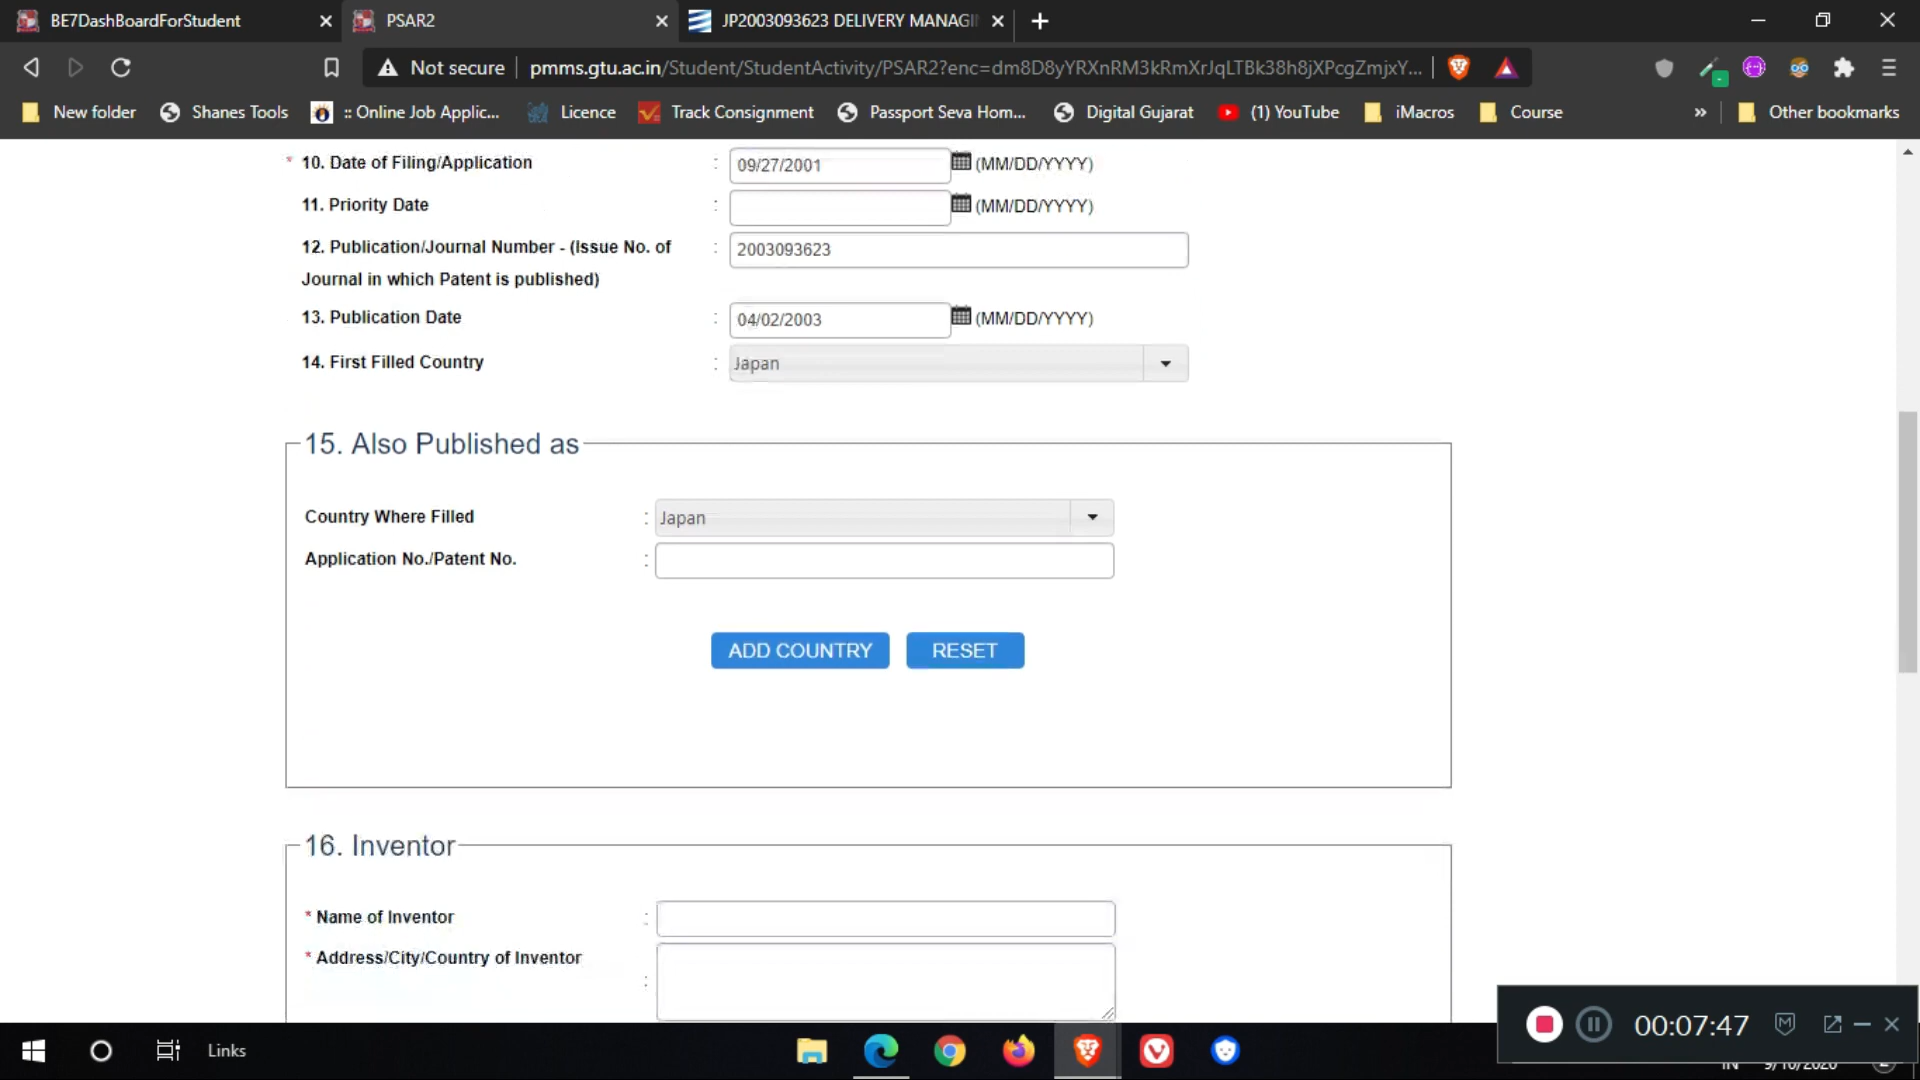 BE7DashBoardForStudent
PSAR2
JP2003093623 DELIVERY MANAGI
Not secure
pmms.gtu.ac.in/Student/StudentActivity/PSAR2?enc=dm8D8yYRXnRM3kRmXrJqLTBk38h8jXPcgZmjxY...
New folder
Shanes Tools
:: Online Job Applic...
Licence
Track Consignment
Passport Seva Hom...
Digital Gujarat
(1) YouTube
iMacros
Course
»
Other bookmarks
* 10. Date of Filing/Application : 09/27/2001 (MM/DD/YYYY)
11. Priority Date : (MM/DD/YYYY)
12. Publication/Journal Number - (Issue No. of : 2003093623
Journal in which Patent is published)
13. Publication Date : 04/02/2003 (MM/DD/YYYY)
14. First Filled Country : Japan
15. Also Published as
Country Where Filled : Japan
Application No./Patent No. :
ADD COUNTRY RESET
16. Inventor
* Name of Inventor :
* Address/City/Country of Inventor
:
00:07:47
Links